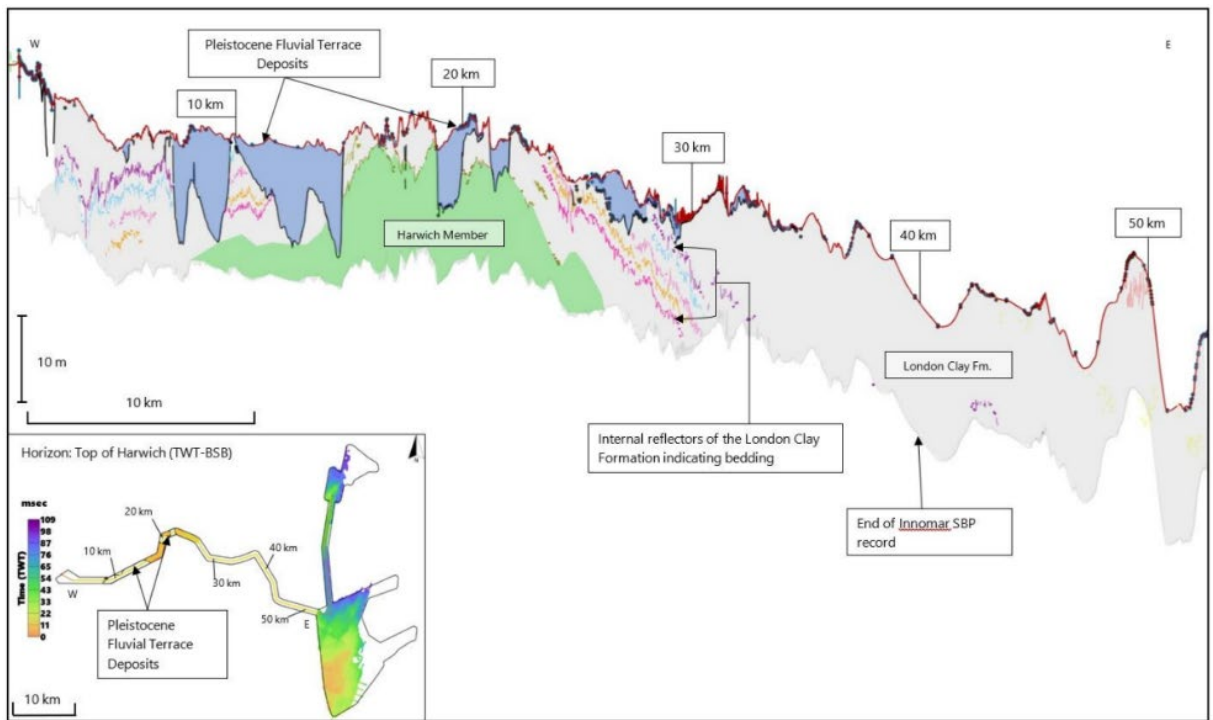 W
E
Pleistocene Fluvial Terrace
Deposits
10 km
20 km
30 km
40 km
50 km
Harwich Member
London Clay Fm.
10 m
10 km
Internal reflectors of the London Clay
Formation indicating bedding
End of Innomar SBP
record
Horizon: Top of Harwich (TWT-BSB)
N
msec
109
98
87
76
65
54
43
33
22
11
0
Time (TWT)
20 km
10 km
40 km
30 km
50 km
W
E
Pleistocene
Fluvial Terrace
Deposits
10 km